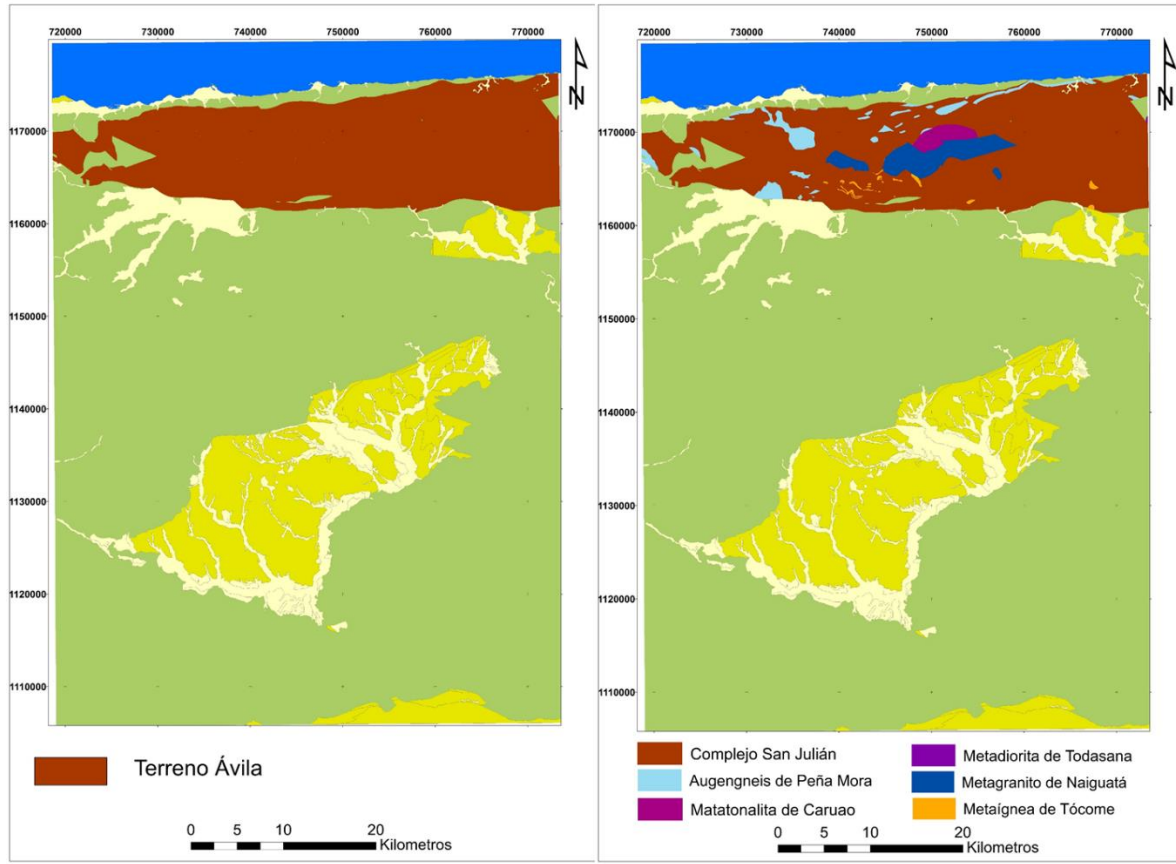 720000 730000 740000 750000 760000 770000
N
1170000
1160000
1150000
1140000
1130000
1120000
1110000
Terreno Ávila
0 5 10 20
Kilometros
720000 730000 740000 750000 760000 770000
N
1170000
1160000
1150000
1140000
1130000
1120000
1110000
Complejo San Julián
Augengneis de Peña Mora
Matatonalita de Caruao
Metadiorita de Todasana
Metagranito de Naiguatá
Metaígnea de Tócome
0 5 10 20
Kilometros